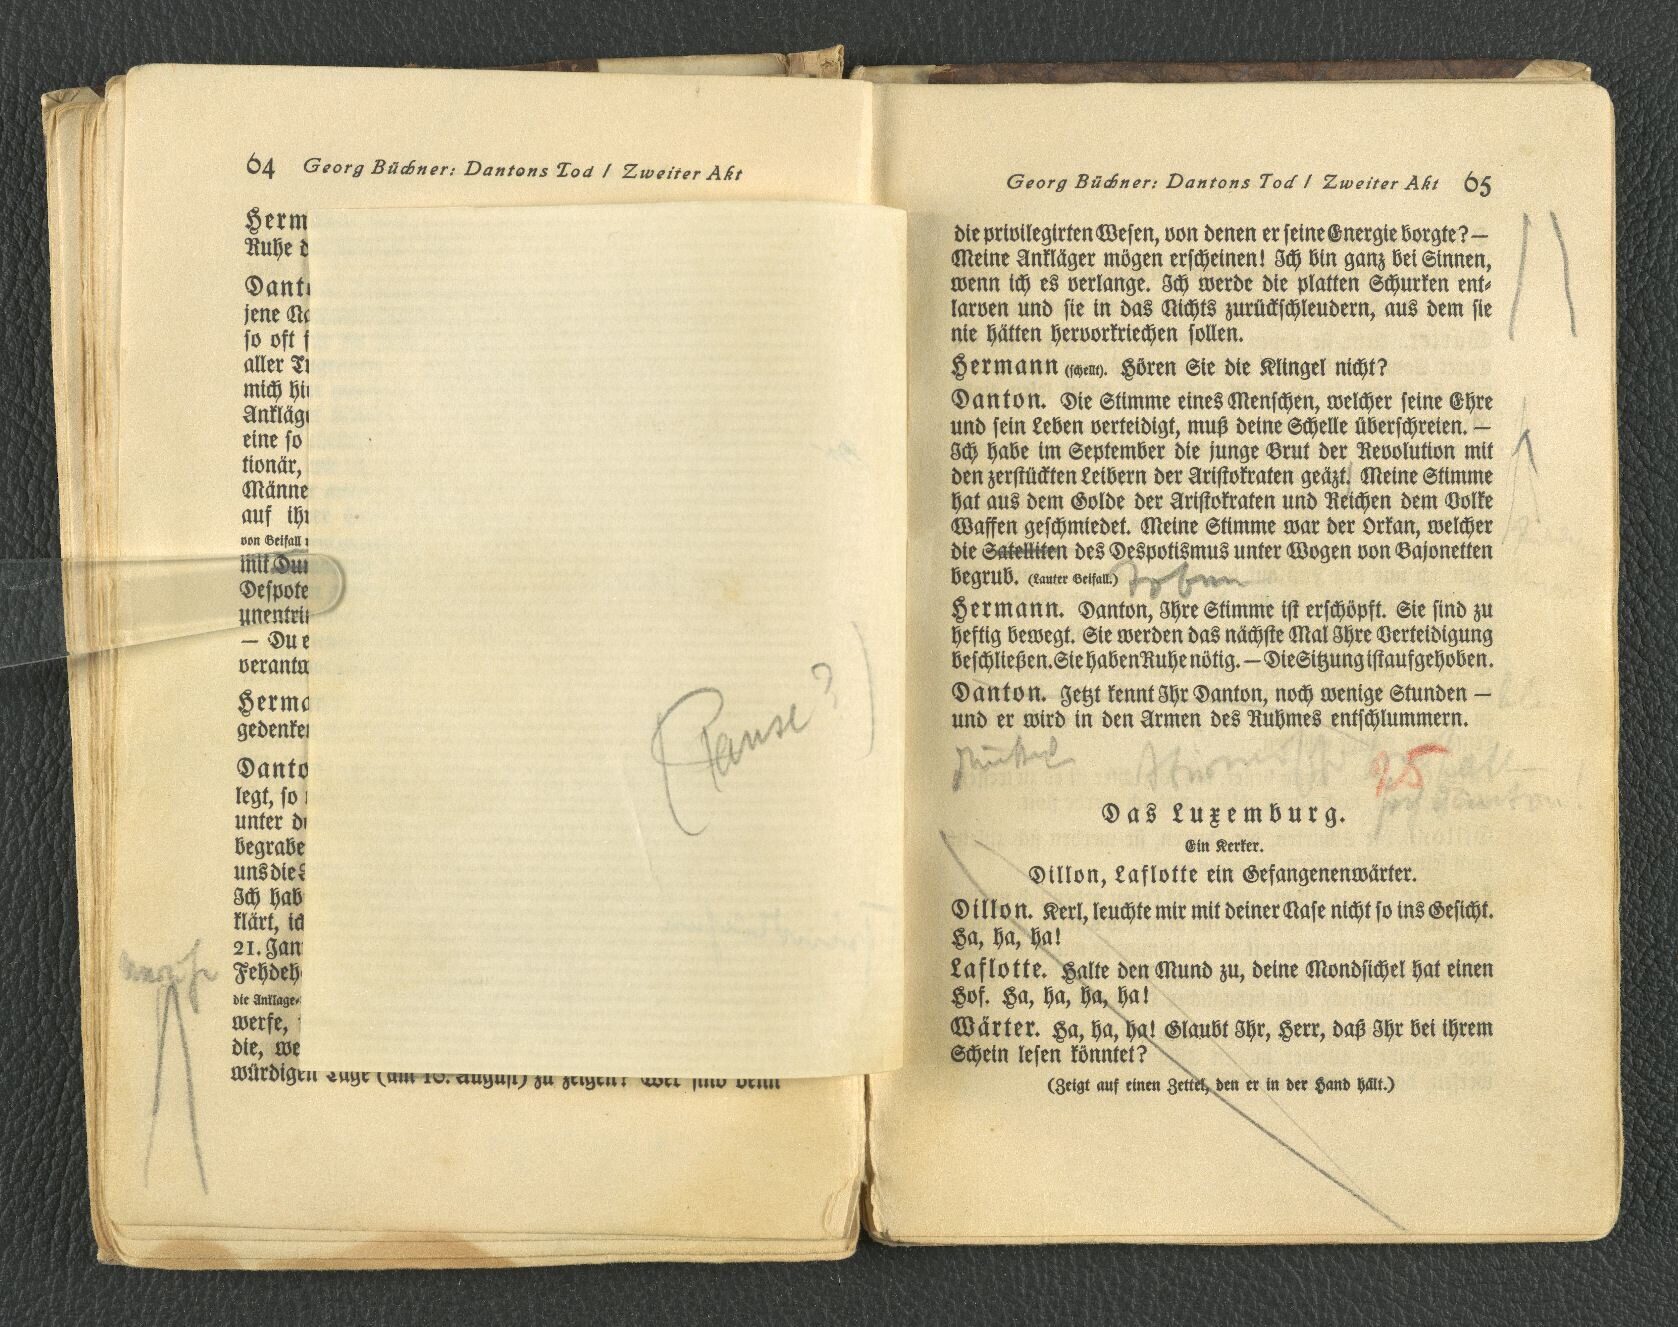 64 Georg Büchner: Dantons Tod / Zweiter Akt
Herm
Ruhe d
Dant
jene Na
so oft
aller Tr
mich hi
Ankläg
eine so
tionär,
Männe
auf ih
von Beifall
mit
Despote
unentri
— Du e
verantw
Herma
gedenke
Danto
legt, so
unter d
begrabe
uns die
Ich hab
klärt, ic
21. Jan
Fehdeh
die Anklage-
werfe,
die, we
würdigen Lage (am 10. August) zu zeigen? Wer sind denn
(Pause?)
Georg Büchner: Dantons Tod / Zweiter Akt 65
die privilegirten Wesen, von denen er seine Energie borgte? —
Meine Ankläger mögen erscheinen! Ich bin ganz bei Sinnen,
wenn ich es verlange. Ich werde die platten Schurken ent-
larven und sie in das Nichts zurückschleudern, aus dem sie
nie hätten hervorkriechen sollen.
Hermann (schellt). Hören Sie die Klingel nicht?
Danton. Die Stimme eines Menschen, welcher seine Ehre
und sein Leben verteidigt, muß deine Schelle überschreien. —
Ich habe im September die junge Brut der Revolution mit
den zerstückten Leibern der Aristokraten geäzt. Meine Stimme
hat aus dem Golde der Aristokraten und Reichen dem Volke
Waffen geschmiedet. Meine Stimme war der Orkan, welcher
die Satelliten des Despotismus unter Wogen von Bajonetten
begrub. (Lauter Beifall.) Toben
Hermann. Danton, Ihre Stimme ist erschöpft. Sie sind zu
heftig bewegt. Sie werden das nächste Mal Ihre Verteidigung
beschließen. Sie haben Ruhe nötig. — Die Sitzung ist aufgehoben.
Danton. Jetzt kennt Ihr Danton, noch wenige Stunden —
und er wird in den Armen des Ruhmes entschlummern.
25
Das Luxemburg.
Ein Kerker.
Dillon, Laflotte ein Gefangenenwärter.
Dillon. Kerl, leuchte mir mit deiner Nase nicht so ins Gesicht.
Ha, ha, ha!
Laflotte. Halte den Mund zu, deine Mondsichel hat einen
Hof. Ha, ha, ha, ha!
Wärter. Ha, ha, ha! Glaubt Ihr, Herr, daß Ihr bei ihrem
Schein lesen könntet?
(Zeigt auf einen Zettel, den er in der Hand hält.)